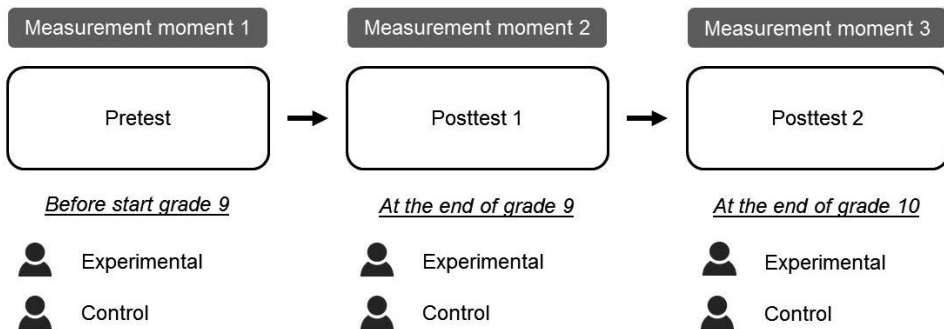 Measurement moment 1
Measurement moment 2
Measurement moment 3
Pretest
Posttest 1
Posttest 2
Before start grade 9
At the end of grade 9
At the end of grade 10
Experimental
Experimental
Experimental
Control
Control
Control